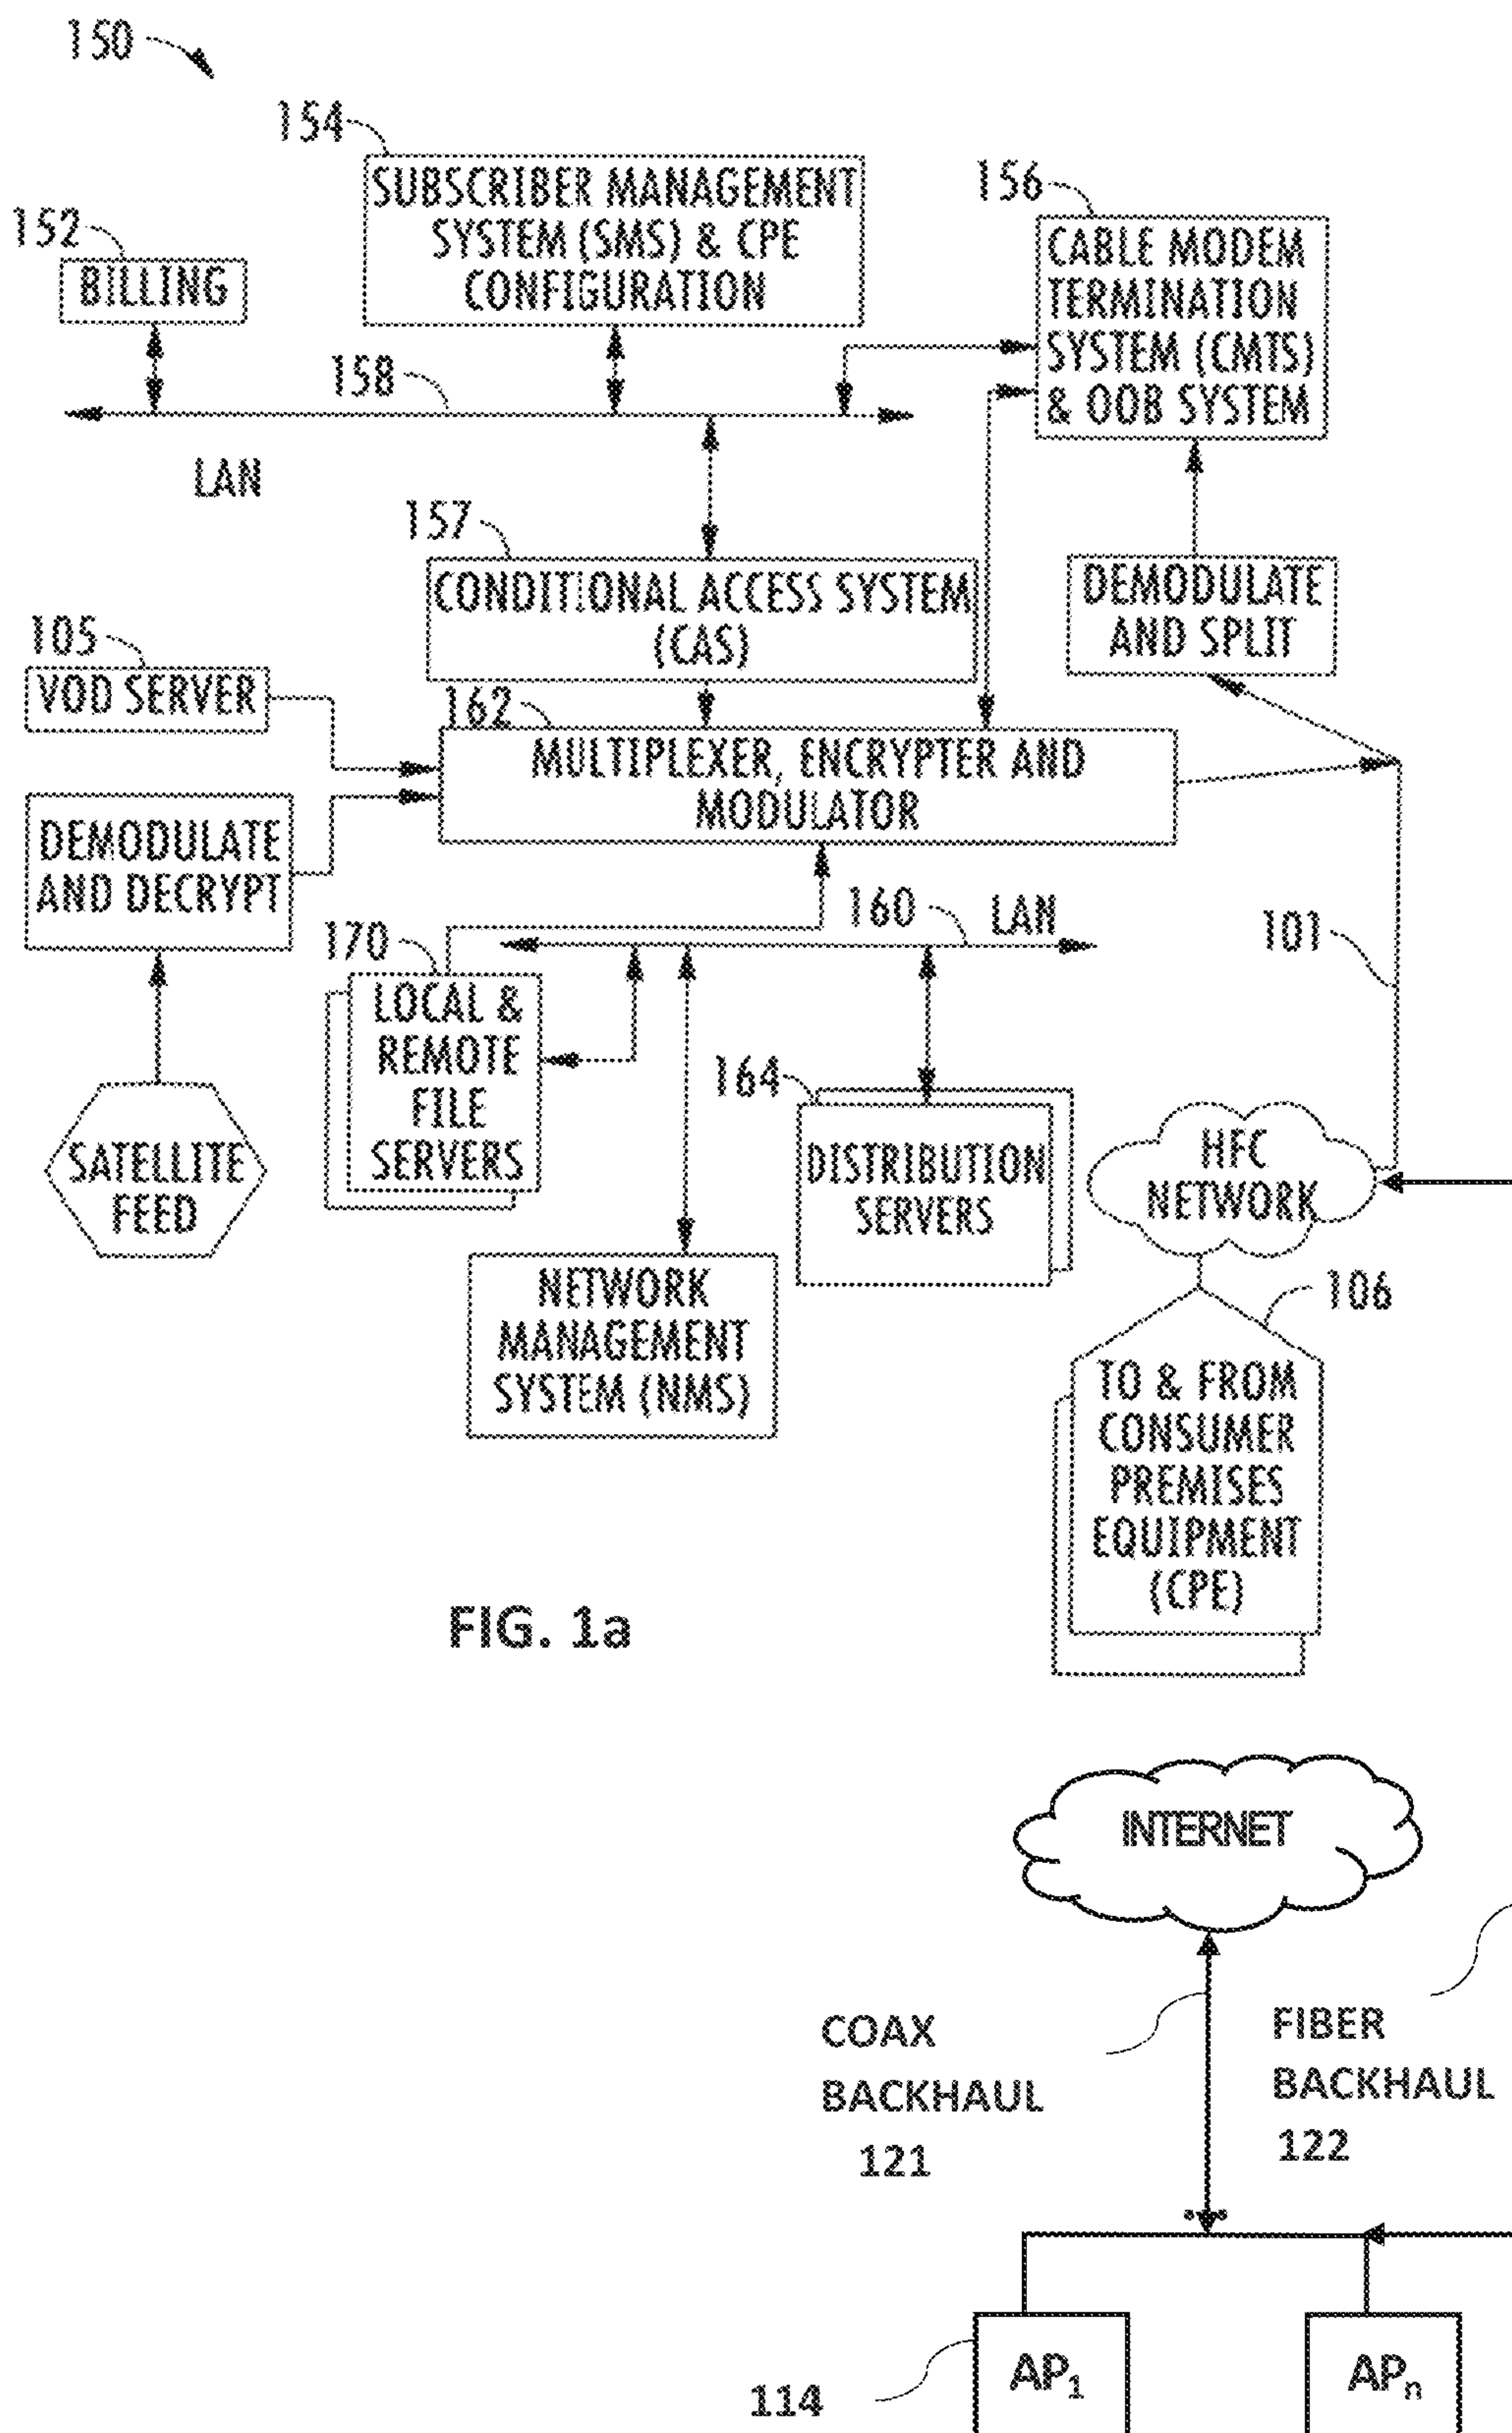 150
154
SUBSCRIBER MANAGEMENT
SYSTEM (SMS) & CPE
CONFIGURATION
156
CABLE MODEM
TERMINATION
SYSTEM (CMTS)
& OOB SYSTEM
152
BILLING
158
LAN
157
CONDITIONAL ACCESS SYSTEM
(CAS)
DEMODULATE
AND SPLIT
105
VOD SERVER
162
MULTIPLEXER, ENCRYPTER AND
MODULATOR
DEMODULATE
AND DECRYPT
160
LAN
101
170
LOCAL &
REMOTE
FILE
SERVERS
164
DISTRIBUTION
SERVERS
SATELLITE
FEED
HFC
NETWORK
NETWORK
MANAGEMENT
SYSTEM (NMS)
106
TO & FROM
CONSUMER
PREMISES
EQUIPMENT
(CPE)
FIG. 1a
INTERNET
COAX
BACKHAUL
121
FIBER
BACKHAUL
122
114
AP1
APn